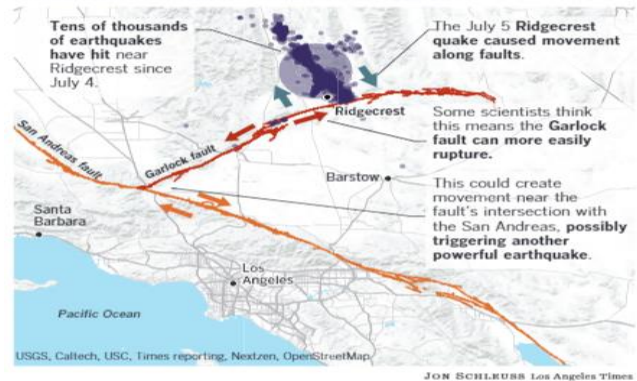 Tens of thousands
of earthquakes
have hit near
Ridgecrest since
July 4.
The July 5 Ridgecrest
quake caused movement
along faults.
Ridgecrest
Some scientists think
this means the Garlock
fault can more easily
rupture.
San Andreas fault
Garlock fault
Barstow
This could create
movement near the
fault's intersection with
the San Andreas, possibly
triggering another
powerful earthquake.
Santa
Barbara
Los
Angeles
Pacific Ocean
USGS, Caltech, USC, Times reporting, Nextzen, OpenStreetMap
JON SCHLEUSS Los Angeles Times